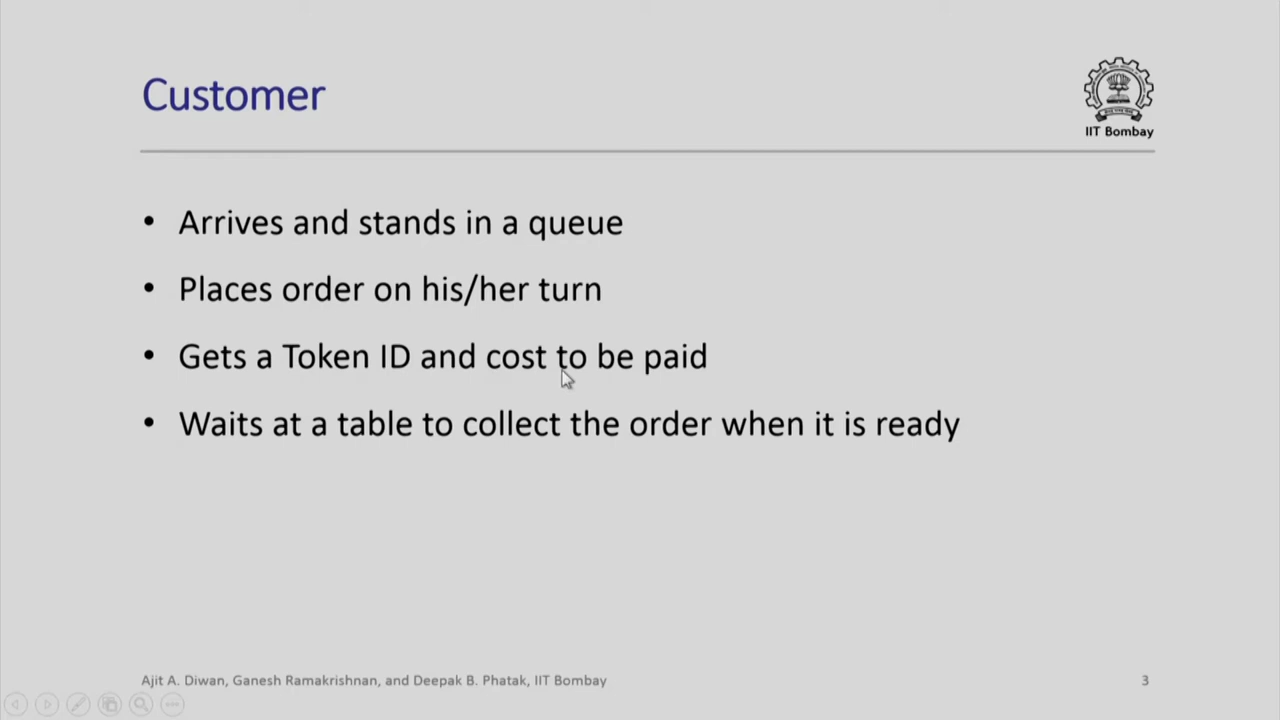 Customer
IIT Bombay
• Arrives and stands in a queue
• Places order on his/her turn
• Gets a Token ID and cost to be paid
• Waits at a table to collect the order when it is ready
Ajit A. Diwan, Ganesh Ramakrishnan, and Deepak B. Phatak, IIT Bombay
3